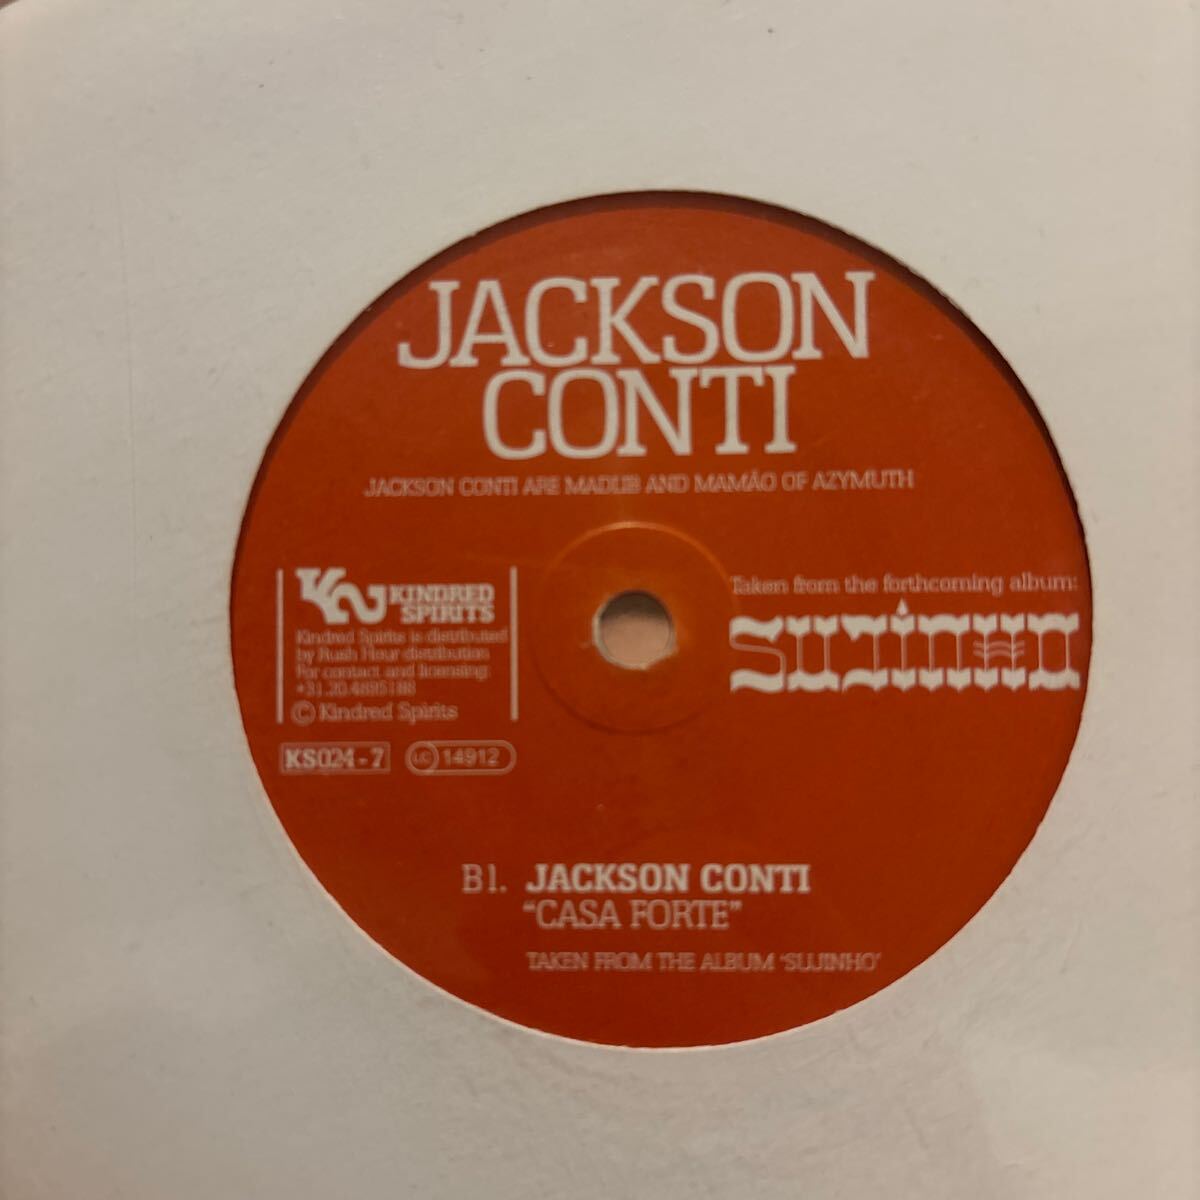 JACKSON
CONTI
JACKSON CONTI ARE MADLIB AND MAMÃO OF AZYMUTH
KINDRED
SPIRITS
Kindred Spirits is distributed
by Rush Hour distribution
For contact and licensing:
+31.20.4895188
© Kindred Spirits
KS024-7
LC 14912
Taken from the forthcoming album:
SUJINHO
B1. JACKSON CONTI
"CASA FORTE"
TAKEN FROM THE ALBUM 'SUJINHO'